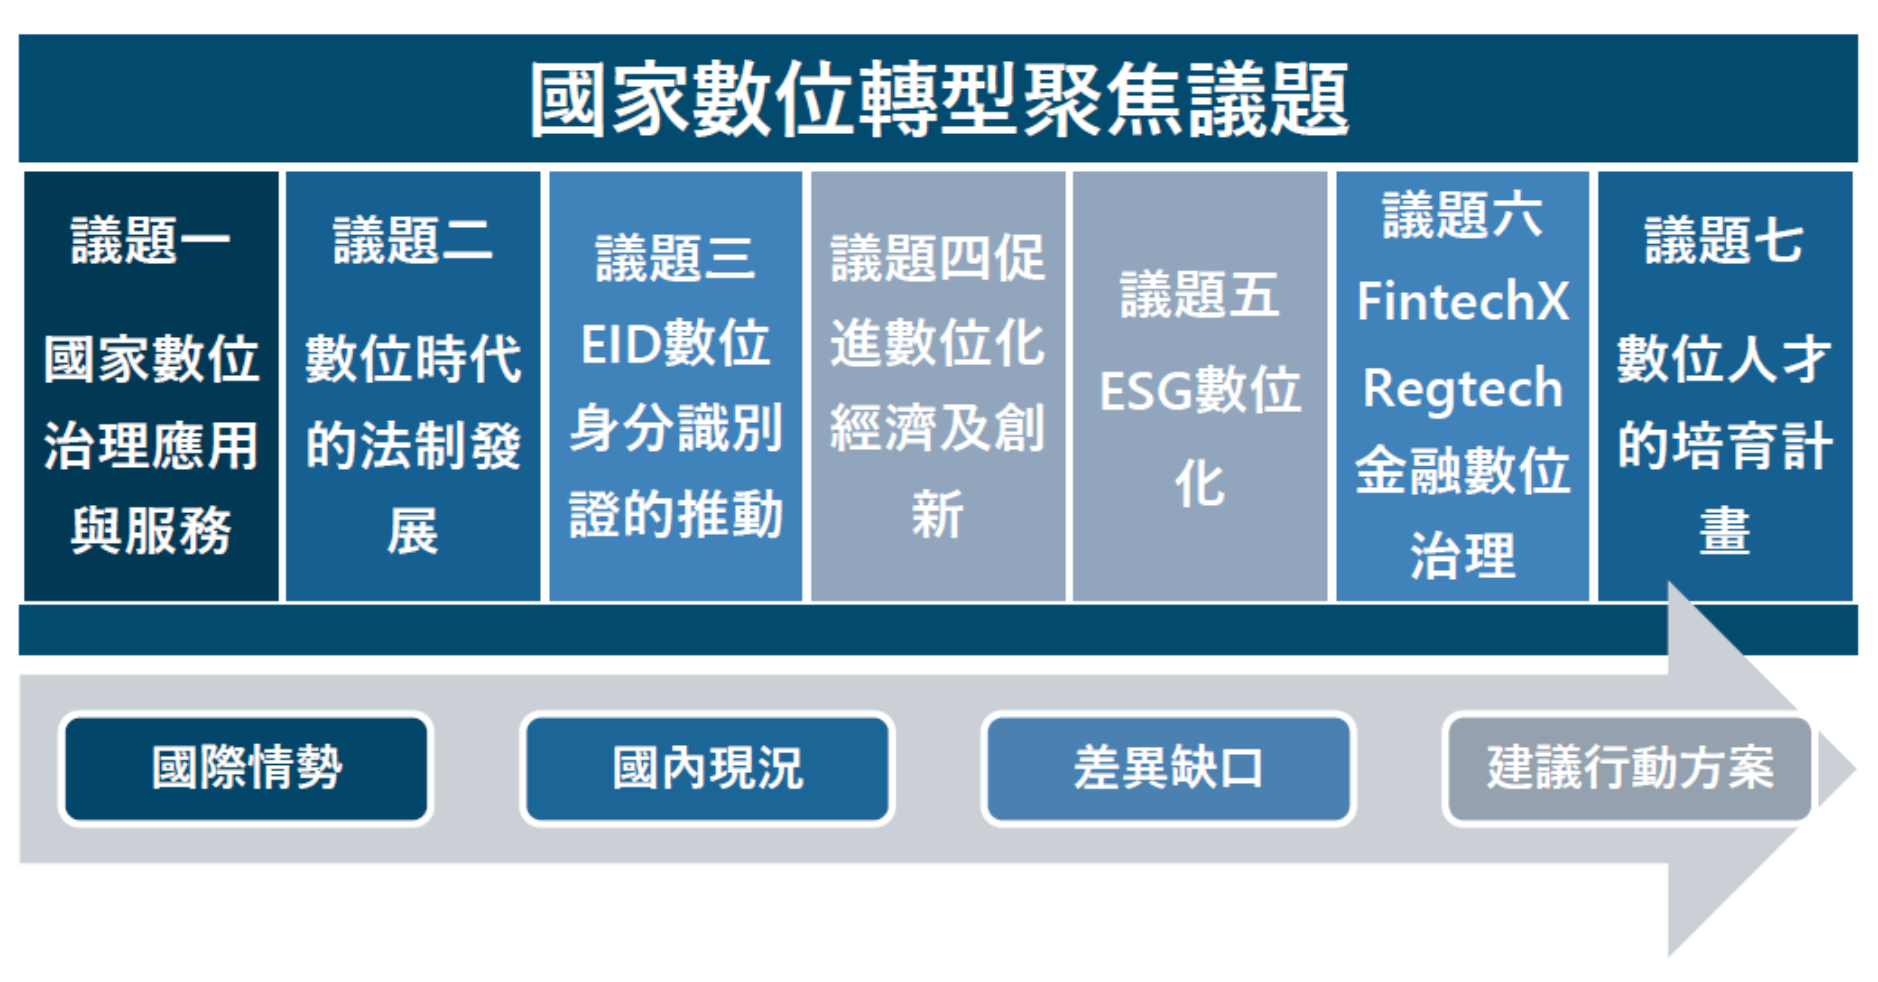 國家數位轉型聚焦議題
議題一
國家數位
治理應用
與服務
議題二
數位時代
的法制發
展
議題三
EID數位
身分識別
證的推動
議題四促
進數位化
經濟及創
新
議題五
ESG數位
化
議題六
FintechX
Regtech
金融數位
治理
議題七
數位人才
的培育計
畫
國際情勢
國內現況
差異缺口
建議行動方案